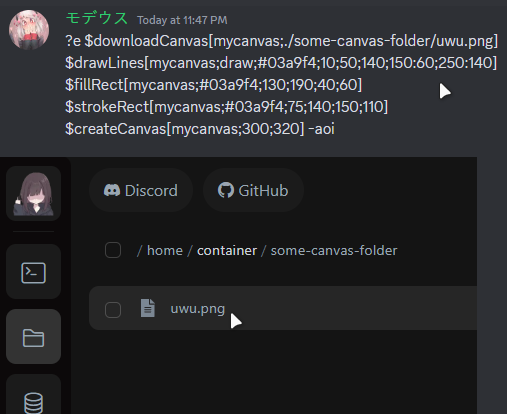 モデウス Today at 11:47 PM
?e $downloadCanvas[mycanvas;./some-canvas-folder/uwu.png]
$drawLines[mycanvas;draw;#03a9f4;10;50;140;150:60;250:140]
$fillRect[mycanvas;#03a9f4;130;190;40;60]
$strokeRect[mycanvas;#03a9f4;75;140;150;110]
$createCanvas[mycanvas;300;320] -aoi
Discord GitHub
/ home / container / some-canvas-folder
uwu.png